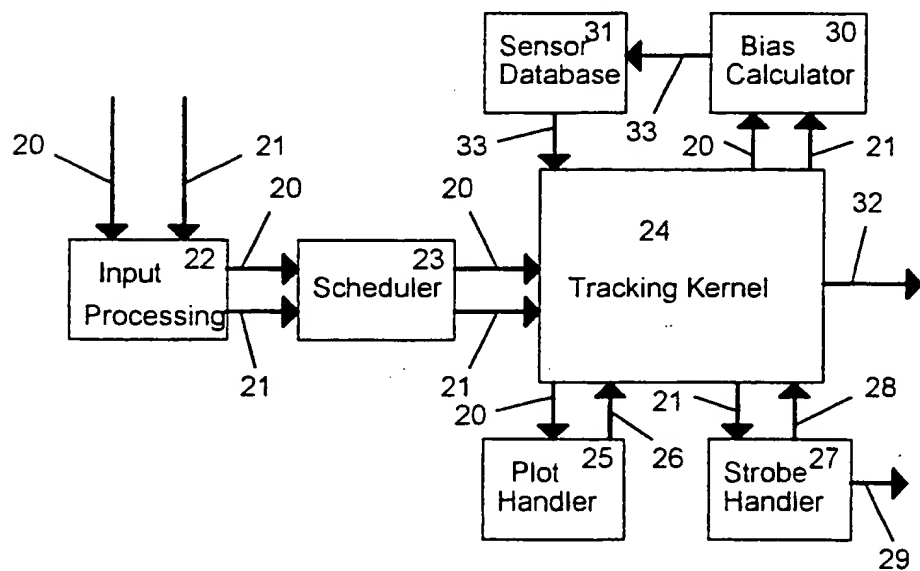 31
Sensor
Database
30
Bias
Calculator
33
33
20
21
20
21
20
20
32
22
Input
Processing
23
Scheduler
24
Tracking Kernel
21
21
20
26
21
28
25
Plot
Handler
27
Strobe
Handler
29